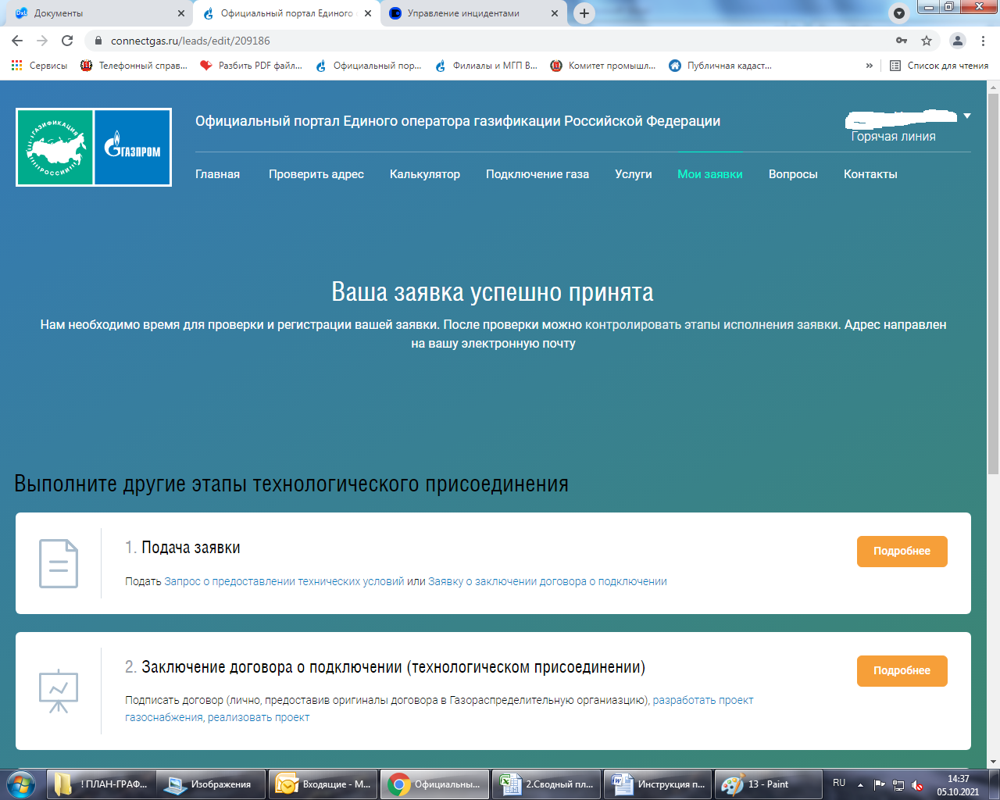 Документы
Официальный портал Единого
Управление инцидентами
connectgas.ru/leads/edit/209186
Сервисы
Телефонный справ...
Разбить PDF файл...
Официальный пор...
Филиалы и МГП В...
Комитет промышл...
Публичная кадаст...
»
Список для чтения
ГАЗИФИКАЦИЯ
РОССИИ
ГАЗПРОМ
Официальный портал Единого оператора газификации Российской Федерации
Горячая линия
Главная
Проверить адрес
Калькулятор
Подключение газа
Услуги
Мои заявки
Вопросы
Контакты
Ваша заявка успешно принята
Нам необходимо время для проверки и регистрации вашей заявки. После проверки можно контролировать этапы исполнения заявки. Адрес направлен
на вашу электронную почту
Выполните другие этапы технологического присоединения
1. Подача заявки
Подробнее
Подать Запрос о предоставлении технических условий или Заявку о заключении договора о подключении
2. Заключение договора о подключении (технологическом присоединении)
Подробнее
Подписать договор (лично, предоставив оригиналы договора в Газораспределительную органиазцию), разработать проект
газоснабжения, реализовать проект
! ПЛАН-ГРАФ...
Изображения
Входящие - M...
Официальны...
2.Сводный пл...
Инструкция п...
13 - Paint
RU
14:37
05.10.2021